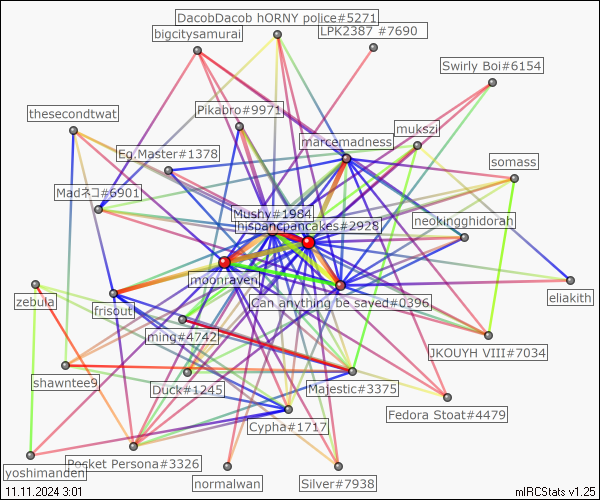 DacobDacob hORNY police#5271
LPK2387 #7690
bigcitysamurai
Swirly Boi#6154
thesecondtwat
Pikabro#9971
mukszi
marcemadness
Eg.Master#1378
somass
Madネコ#6901
Mushy#1984
hispancpancakes#2928
neokingghidorah
moonraven
Can anything be saved#0396
eliakith
zebula
frisout
ming#4742
JKOUYH VIII#7034
shawntee9
Duck#1245
Majestic#3375
Fedora Stoat#4479
Cypha#1717
yoshimanden
Pocket Persona#3326
normalwan
Silver#7938
11.11.2024 3:01
mIRCStats v1.25